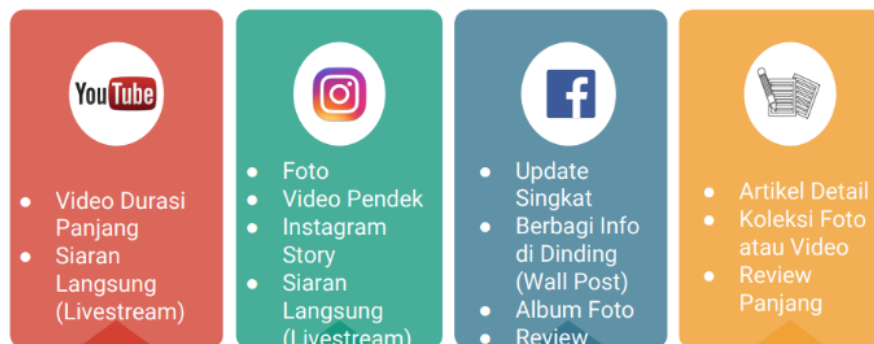 YouTube
● Video Durasi
Panjang
● Siaran
Langsung
(Livestream)
● Foto
● Video Pendek
● Instagram
Story
● Siaran
Langsung
(Livestream)
f
● Update
Singkat
● Berbagi Info
di Dinding
(Wall Post)
● Album Foto
● Review
● Artikel Detail
● Koleksi Foto
atau Video
● Review
Panjang